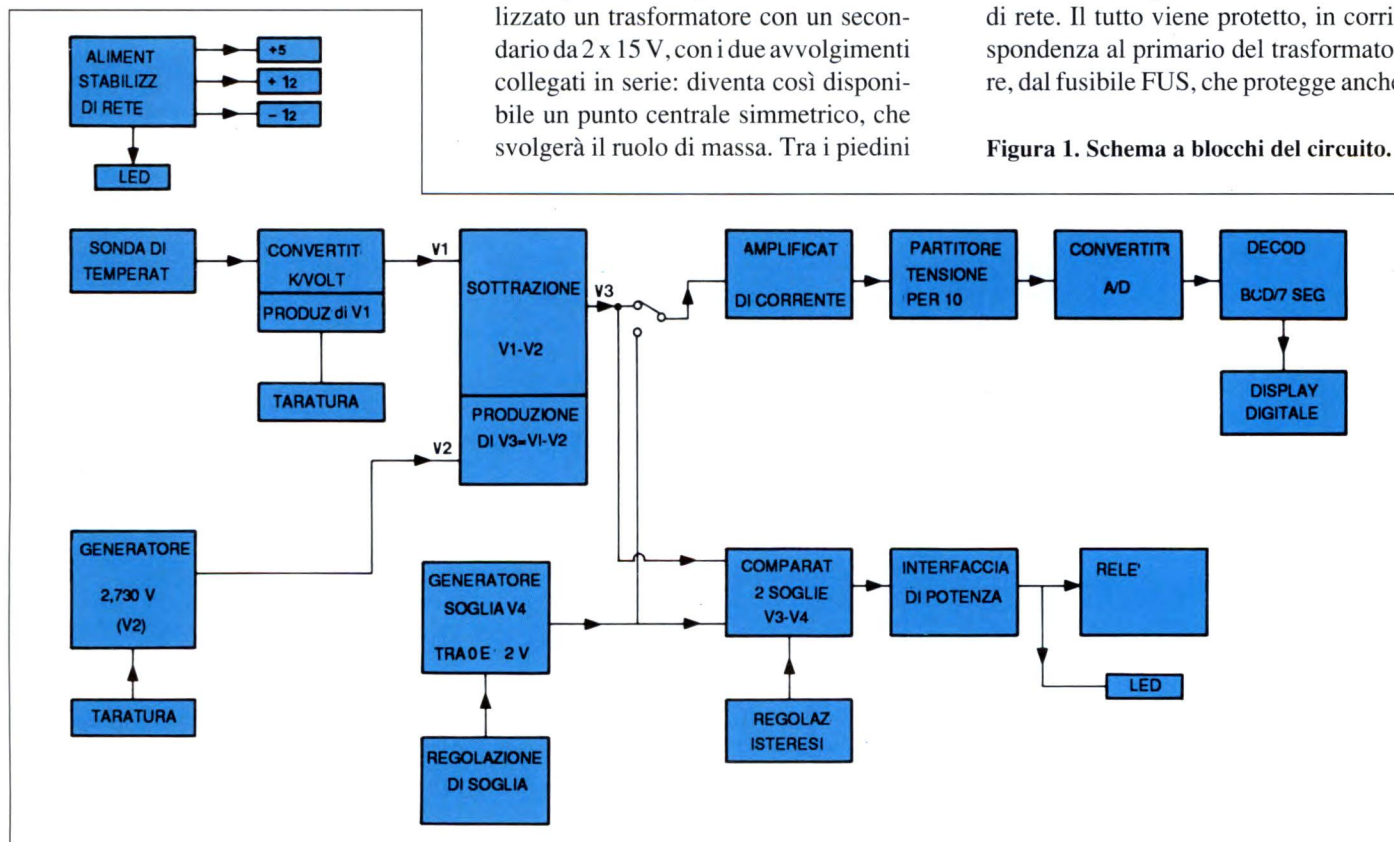 lizzato un trasformatore con un secon-
dario da 2 x 15 V, con i due avvolgimenti
collegati in serie: diventa così disponi-
bile un punto centrale simmetrico, che
svolgerà il ruolo di massa. Tra i piedini
di rete. Il tutto viene protetto, in corri-
spondenza al primario del trasformato-
re, dal fusibile FUS, che protegge anche
Figura 1. Schema a blocchi del circuito.
ALIMENT
STABILIZZ
DI RETE
+5
+ 12
- 12
LED
SONDA DI
TEMPERAT
CONVERTIT
K/VOLT
PRODUZ di V1
TARATURA
V1
SOTTRAZIONE
V1-V2
PRODUZIONE
DI V3=VI-V2
V2
V3
AMPLIFICAT
DI CORRENTE
PARTITORE
TENSIONE
PER 10
CONVERTITR
A/D
DECOD
BCD/7 SEG
DISPLAY
DIGITALE
GENERATORE
2,730 V
(V2)
TARATURA
GENERATORE
SOGLIA V4
TRA 0 E 2 V
REGOLAZIONE
DI SOGLIA
COMPARAT
2 SOGLIE
V3-V4
REGOLAZ
ISTERESI
INTERFACCIA
DI POTENZA
RELE'
LED